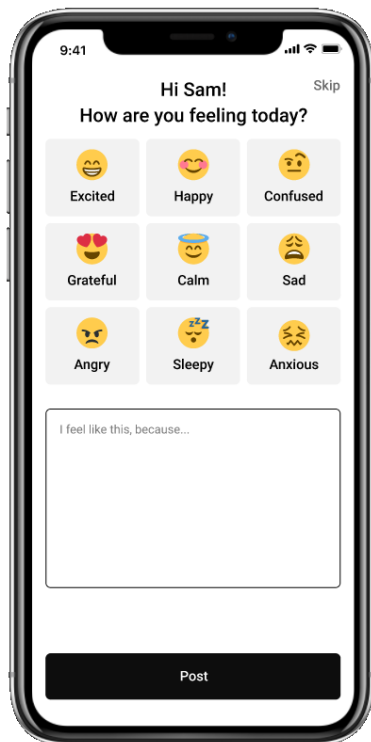 9:41
Skip
Hi Sam!
How are you feeling today?
Excited
Happy
Confused
Grateful
Calm
Sad
Angry
zzZ
Sleepy
Anxious
I feel like this, because...
Post